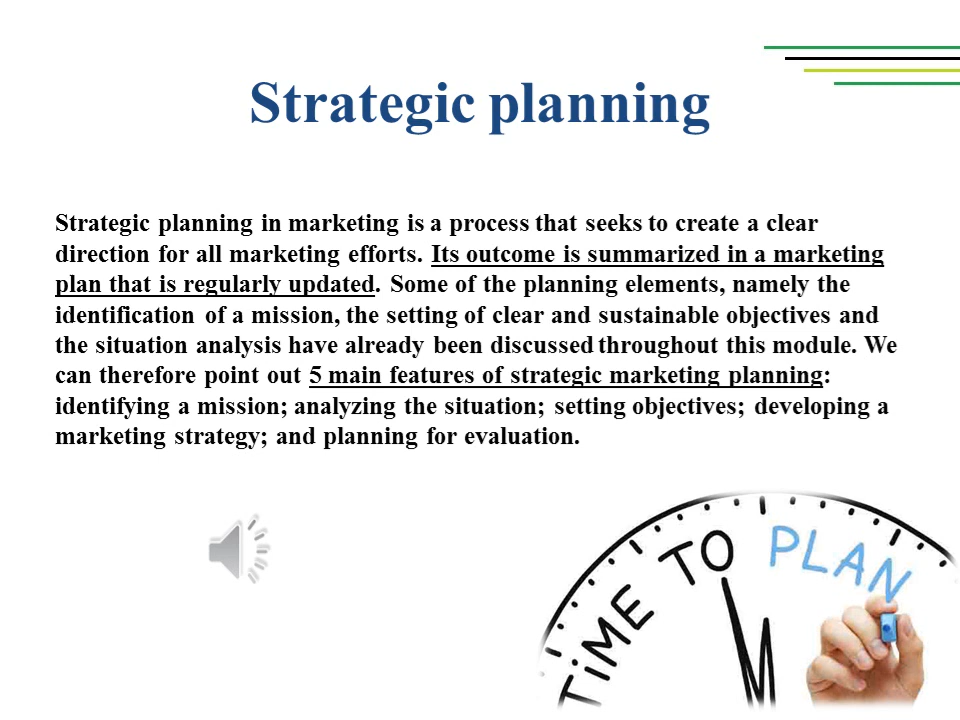 Strategic planning
Strategic planning in marketing is a process that seeks to create a clear
direction for all marketing efforts. Its outcome is summarized in a marketing
plan that is regularly updated. Some of the planning elements, namely the
identification of a mission, the setting of clear and sustainable objectives and
the situation analysis have already been discussed throughout this module. We
can therefore point out 5 main features of strategic marketing planning:
identifying a mission; analyzing the situation; setting objectives; developing a
marketing strategy; and planning for evaluation.
TiME TO PLAN